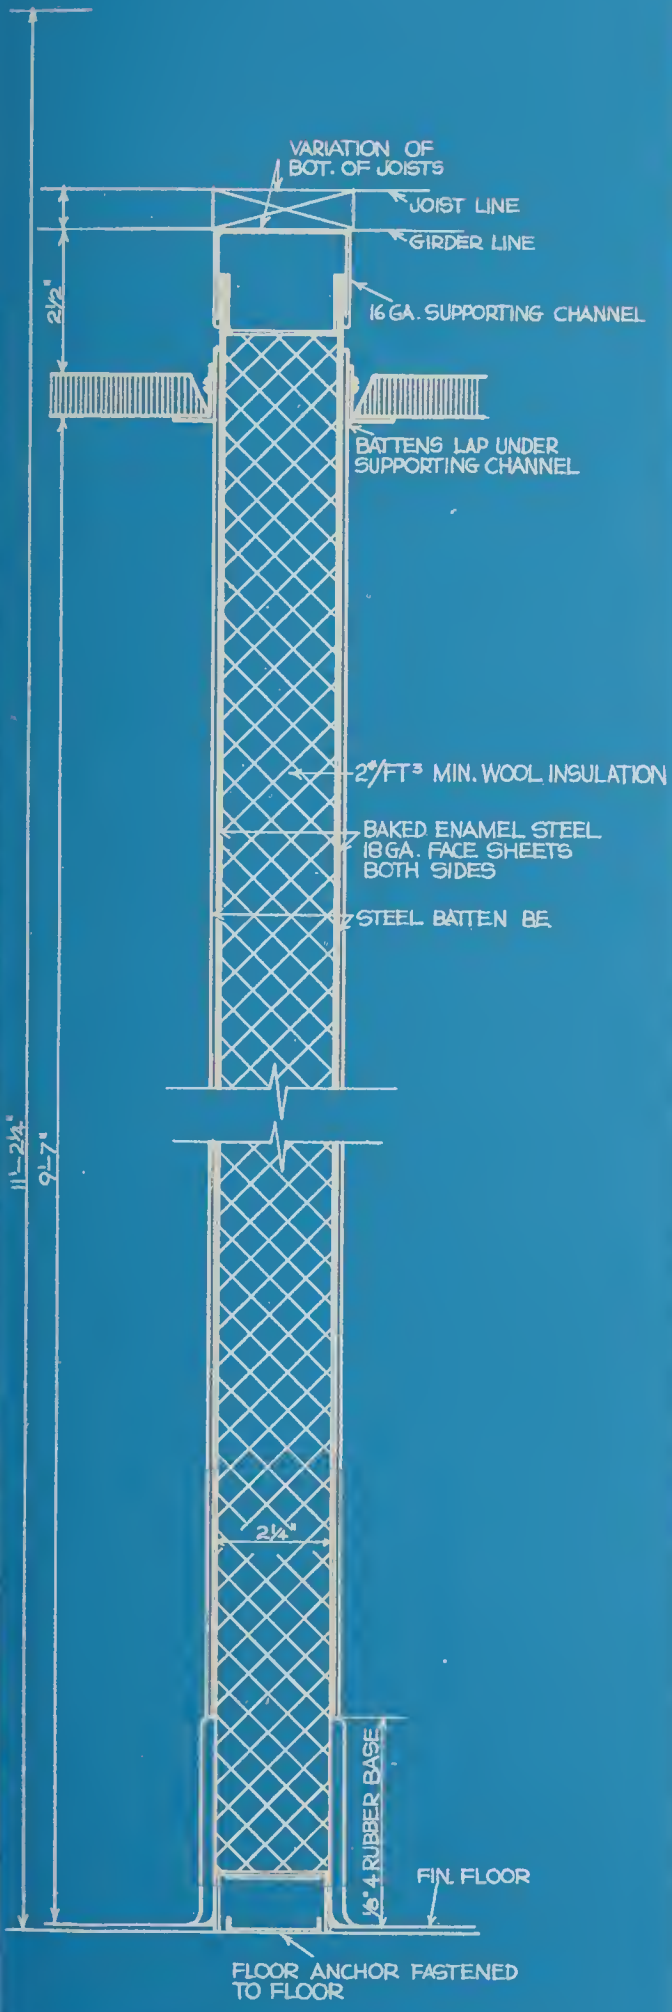 VARIATION OF
BOT. OF JOISTS
JOIST LINE
GIRDER LINE
2½"
16 GA. SUPPORTING CHANNEL
BATTENS LAP UNDER
SUPPORTING CHANNEL
2#/FT³ MIN. WOOL INSULATION
BAKED ENAMEL STEEL
18 GA. FACE SHEETS
BOTH SIDES
STEEL BATTEN BE
11'-2¼"
9'-7"
2¼"
⅛" 4 RUBBER BASE
FIN. FLOOR
FLOOR ANCHOR FASTENED
TO FLOOR